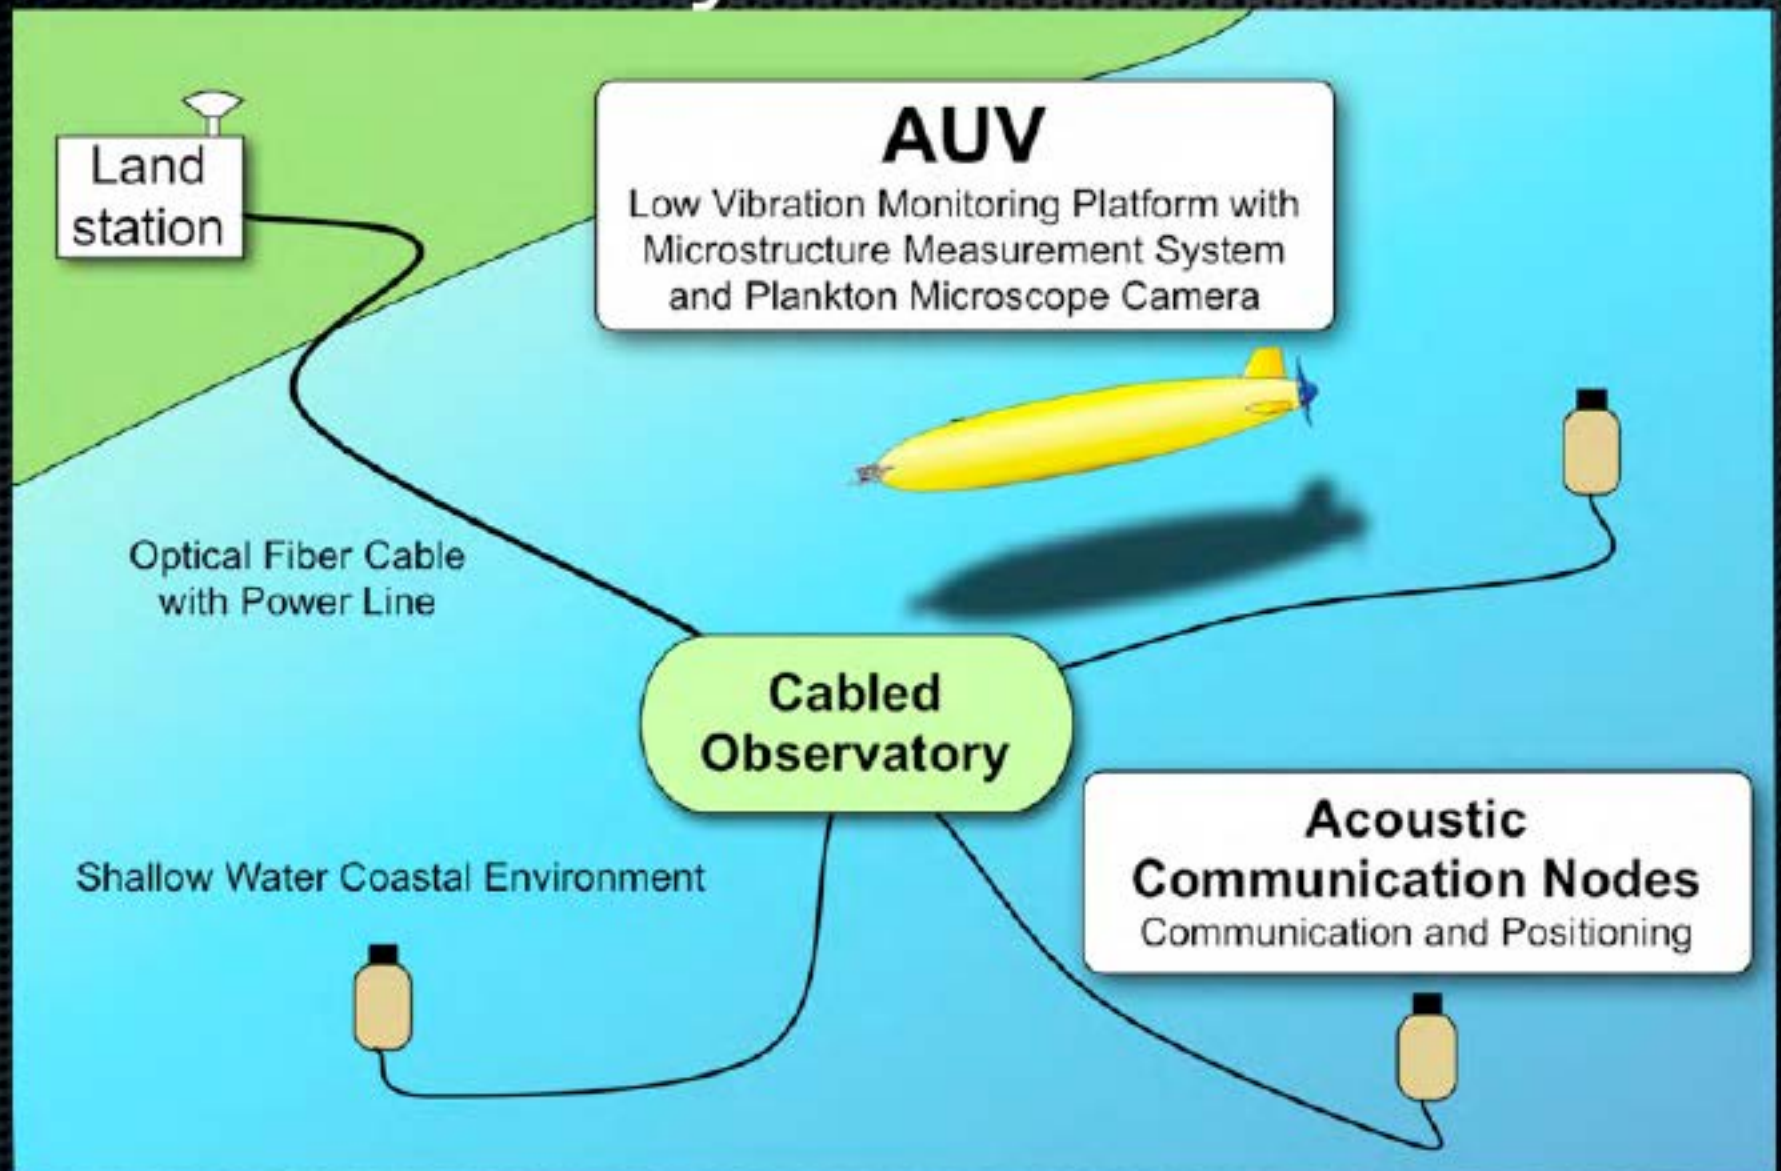 Land
station
AUV
Low Vibration Monitoring Platform with
Microstructure Measurement System
and Plankton Microscope Camera
Optical Fiber Cable
with Power Line
Cabled
Observatory
Shallow Water Coastal Environment
Acoustic
Communication Nodes
Communication and Positioning